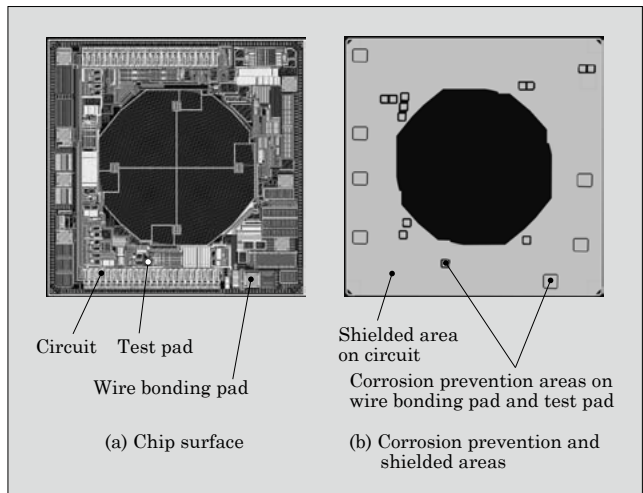 Circuit
Test pad
Wire bonding pad
(a) Chip surface
Shielded area
on circuit
Corrosion prevention areas on
wire bonding pad and test pad
(b) Corrosion prevention and
shielded areas